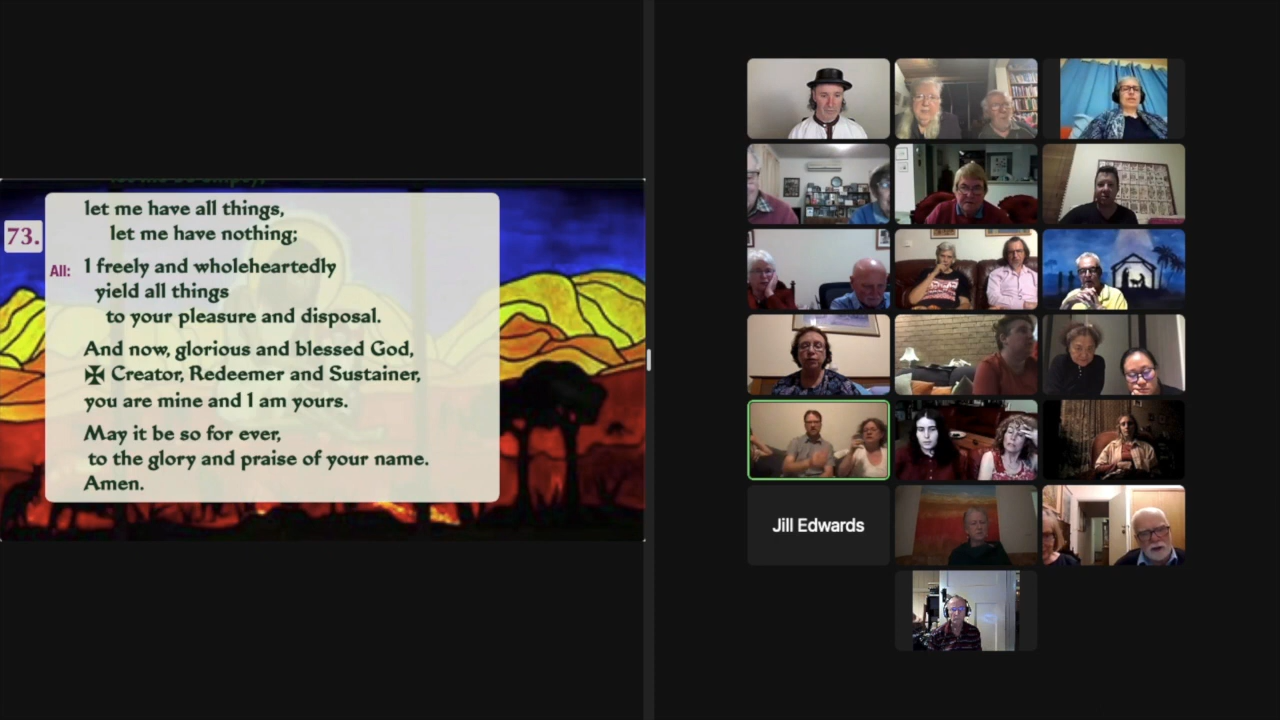 let me have all things,
let me have nothing;
73.
All: I freely and wholeheartedly
yield all things
to your pleasure and disposal.
And now, glorious and blessed God,
✠ Creator, Redeemer and Sustainer,
you are mine and I am yours.
May it be so for ever,
to the glory and praise of your name.
Amen.
Jill Edwards